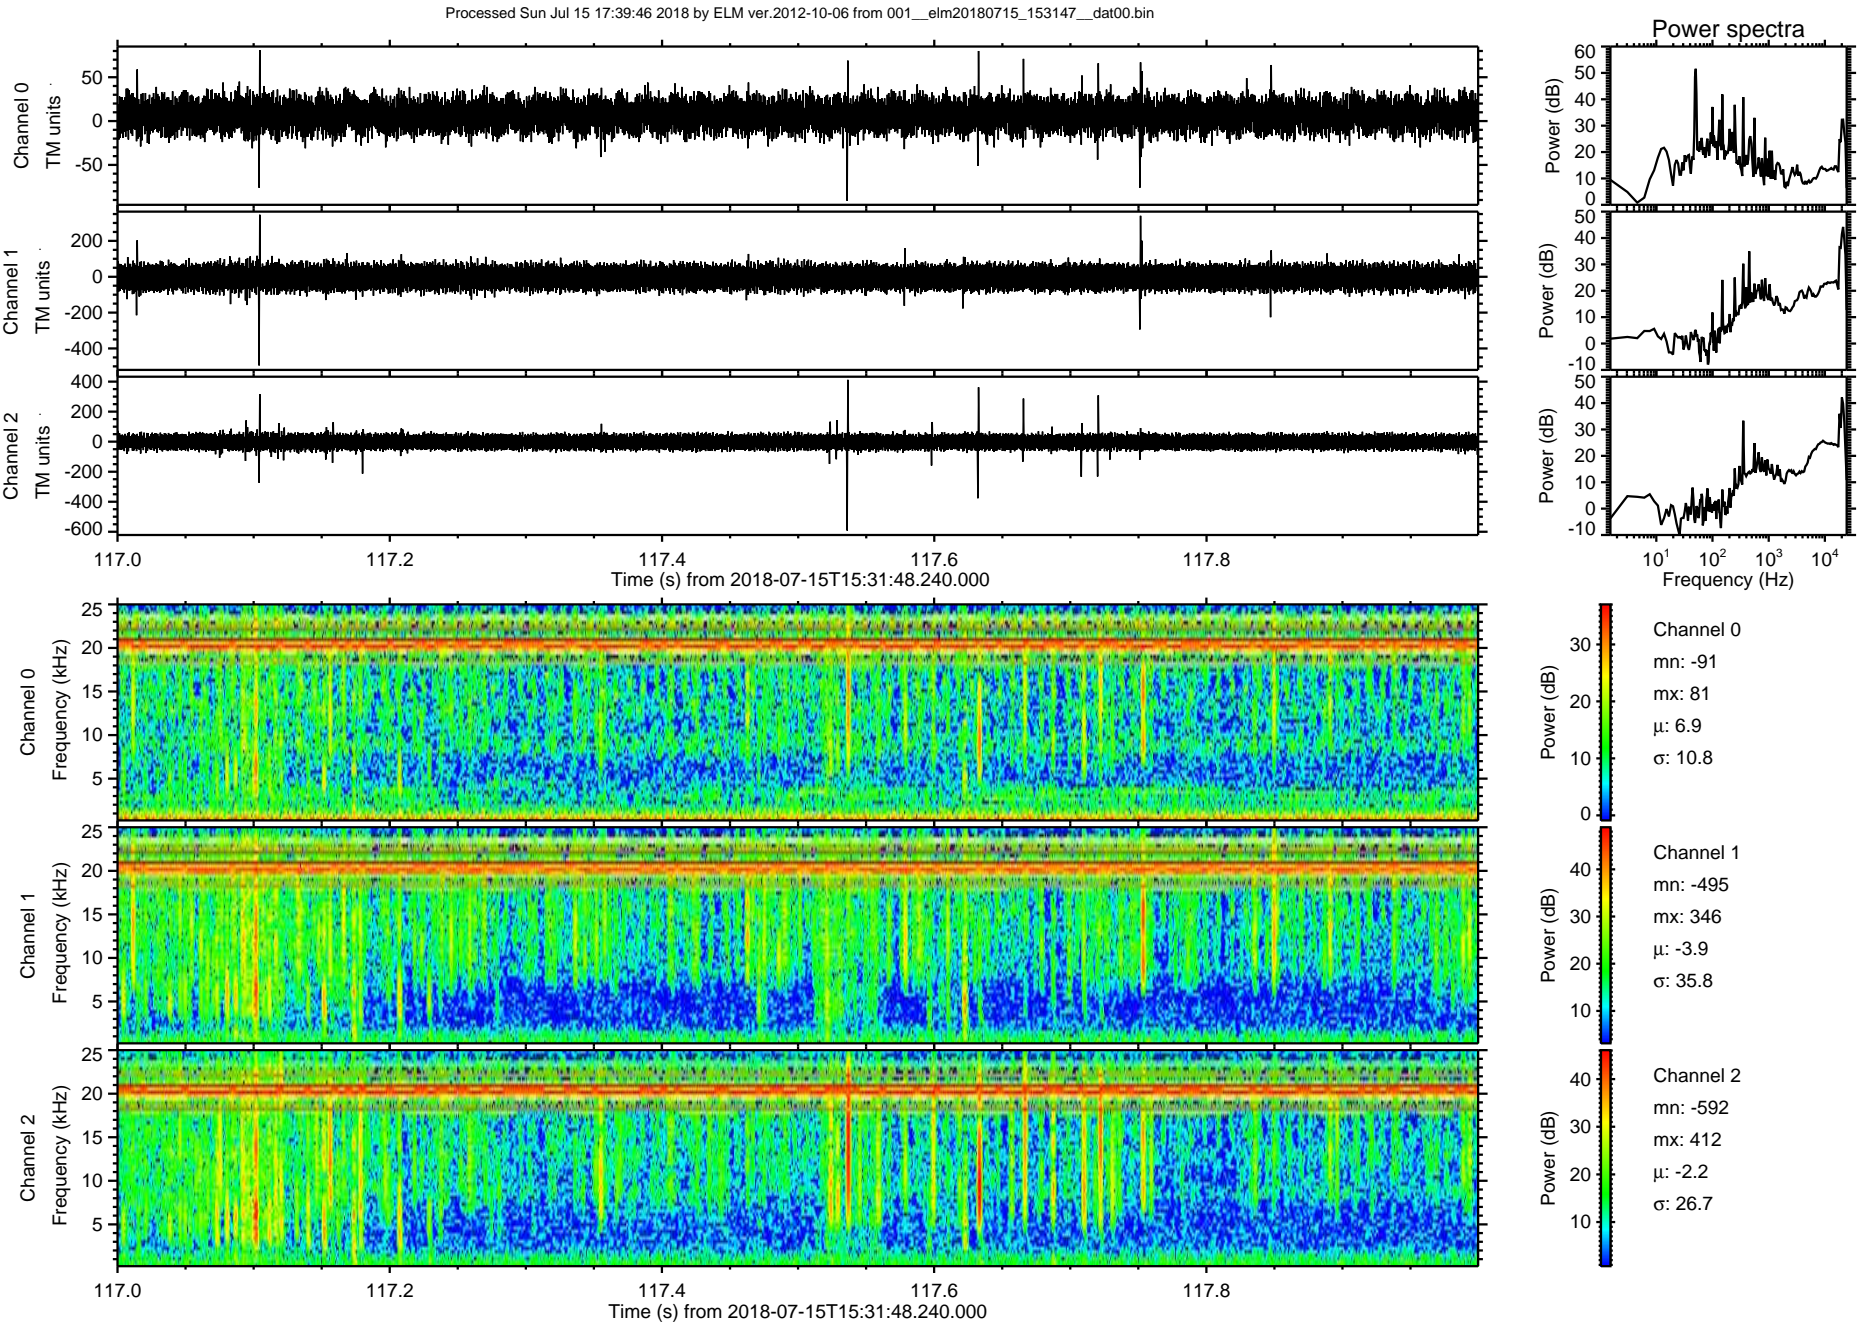 Processed Sun Jul 15 17:39:46 2018 by ELM ver.2012-10-06 from 001__elm20180715_153147__dat00.bin
Power spectra
Channel 0
TM units
50
0
-50
Power (dB)
60
50
40
30
20
10
0
Channel 1
TM units
200
0
-200
-400
Power (dB)
50
40
30
20
10
0
-10
Channel 2
TM units
400
200
0
-200
-400
-600
Power (dB)
50
40
30
20
10
0
-10
117.0 117.2 117.4 117.6 117.8
Time (s) from 2018-07-15T15:31:48.240.000
10^1 10^2 10^3 10^4
Frequency (Hz)
Channel 0
Frequency (kHz)
25
20
15
10
5
Power (dB)
30
20
10
0
Channel 0
mn: -91
mx: 81
μ: 6.9
σ: 10.8
Channel 1
Frequency (kHz)
25
20
15
10
5
Power (dB)
40
30
20
10
Channel 1
mn: -495
mx: 346
μ: -3.9
σ: 35.8
Channel 2
Frequency (kHz)
25
20
15
10
5
Power (dB)
40
30
20
10
Channel 2
mn: -592
mx: 412
μ: -2.2
σ: 26.7
117.0 117.2 117.4 117.6 117.8
Time (s) from 2018-07-15T15:31:48.240.000